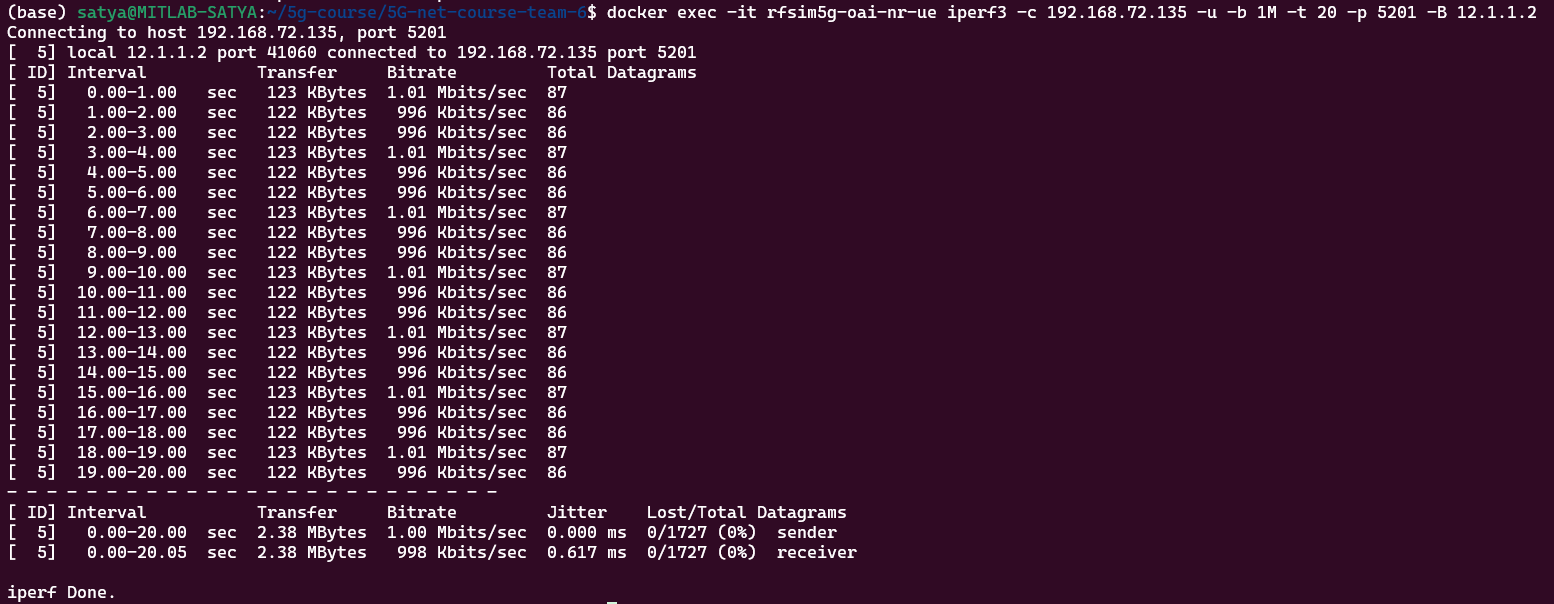 (base) satya@MITLAB-SATYA:~/5g-course/5G-net-course-team-6$ docker exec -it rfsim5g-oai-nr-ue iperf3 -c 192.168.72.135 -u -b 1M -t 20 -p 5201 -B 12.1.1.2
Connecting to host 192.168.72.135, port 5201
[  5] local 12.1.1.2 port 41060 connected to 192.168.72.135 port 5201
[ ID] Interval           Transfer     Bitrate         Total Datagrams
[  5]   0.00-1.00   sec   123 KBytes  1.01 Mbits/sec  87
[  5]   1.00-2.00   sec   122 KBytes   996 Kbits/sec  86
[  5]   2.00-3.00   sec   122 KBytes   996 Kbits/sec  86
[  5]   3.00-4.00   sec   123 KBytes  1.01 Mbits/sec  87
[  5]   4.00-5.00   sec   122 KBytes   996 Kbits/sec  86
[  5]   5.00-6.00   sec   122 KBytes   996 Kbits/sec  86
[  5]   6.00-7.00   sec   123 KBytes  1.01 Mbits/sec  87
[  5]   7.00-8.00   sec   122 KBytes   996 Kbits/sec  86
[  5]   8.00-9.00   sec   122 KBytes   996 Kbits/sec  86
[  5]   9.00-10.00  sec   123 KBytes  1.01 Mbits/sec  87
[  5]  10.00-11.00  sec   122 KBytes   996 Kbits/sec  86
[  5]  11.00-12.00  sec   122 KBytes   996 Kbits/sec  86
[  5]  12.00-13.00  sec   123 KBytes  1.01 Mbits/sec  87
[  5]  13.00-14.00  sec   122 KBytes   996 Kbits/sec  86
[  5]  14.00-15.00  sec   122 KBytes   996 Kbits/sec  86
[  5]  15.00-16.00  sec   123 KBytes  1.01 Mbits/sec  87
[  5]  16.00-17.00  sec   122 KBytes   996 Kbits/sec  86
[  5]  17.00-18.00  sec   122 KBytes   996 Kbits/sec  86
[  5]  18.00-19.00  sec   123 KBytes  1.01 Mbits/sec  87
[  5]  19.00-20.00  sec   122 KBytes   996 Kbits/sec  86
- - - - - - - - - - - - - - - - - - - - - - - - -
[ ID] Interval           Transfer     Bitrate         Jitter    Lost/Total Datagrams
[  5]   0.00-20.00  sec  2.38 MBytes  1.00 Mbits/sec  0.000 ms  0/1727 (0%)  sender
[  5]   0.00-20.05  sec  2.38 MBytes   998 Kbits/sec  0.617 ms  0/1727 (0%)  receiver
iperf Done.